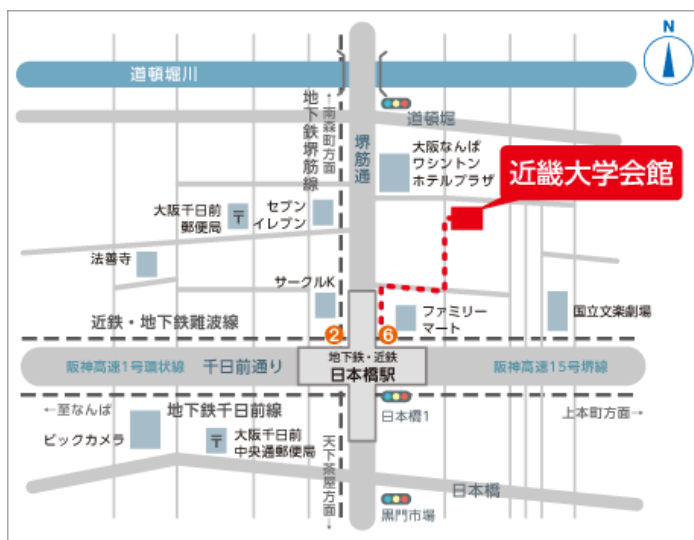 N
道頓堀川
地下鉄堺筋線
←南森町方面
堺筋通
道頓堀
大阪なんば
ワシントン
ホテルプラザ
近畿大学会館
大阪千日前
郵便局
〒
セブン
イレブン
法善寺
サークルK
ファミリー
マート
国立文楽劇場
近鉄・地下鉄難波線
2
6
阪神高速1号環状線
千日前通り
地下鉄・近鉄
日本橋駅
阪神高速15号堺線
←至なんば
地下鉄千日前線
日本橋1
上本町方面→
ビックカメラ
〒
大阪千日前
中央通郵便局
天下茶屋方面→
日本橋
黒門市場